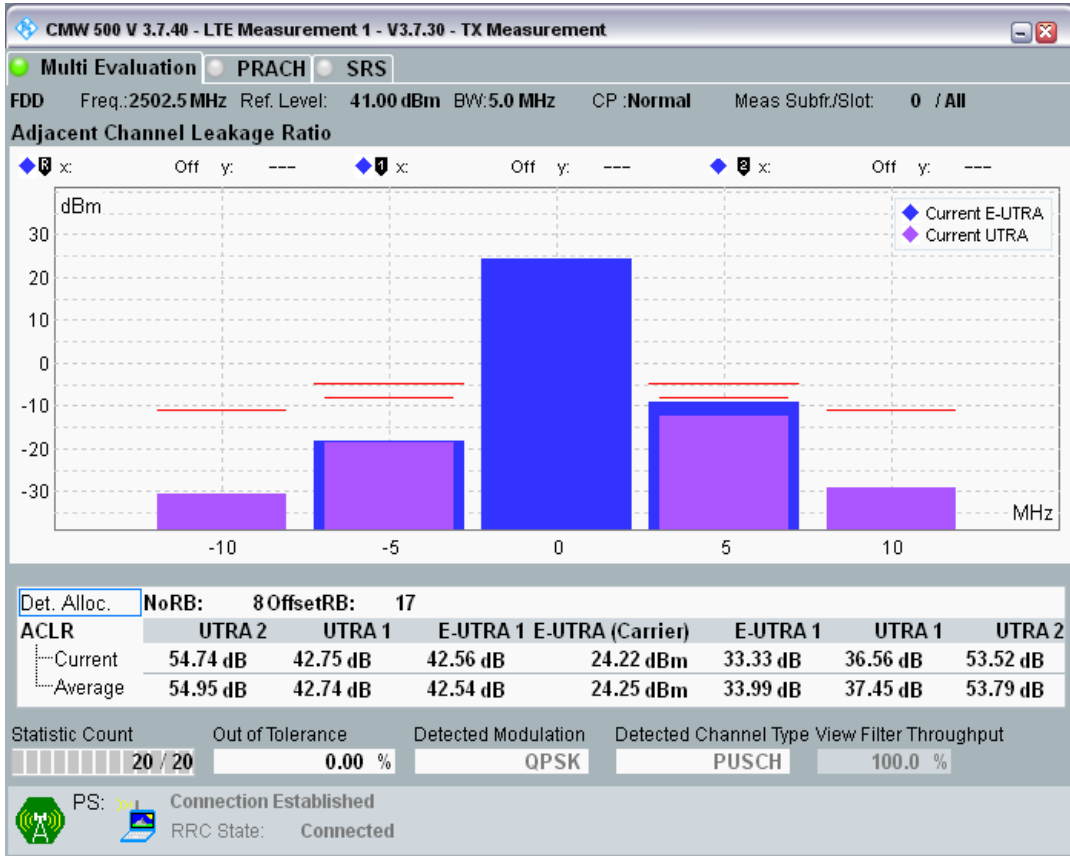 CMW 500 V 3.7.40 - LTE Measurement 1 - V3.7.30 - TX Measurement
Multi Evaluation PRACH SRS
FDD Freq.:2502.5 MHz Ref. Level: 41.00 dBm BW:5.0 MHz CP :Normal Meas Subfr./Slot: 0 / All
Adjacent Channel Leakage Ratio
R x: Off y: --- 1 x: Off y: --- 2 x: Off y: ---
dBm
Current E-UTRA
Current UTRA
30
20
10
0
-10
-20
-30
MHz
-10 -5 0 5 10
Det. Alloc. NoRB: 8 OffsetRB: 17
ACLR UTRA 2 UTRA 1 E-UTRA 1 E-UTRA (Carrier) E-UTRA 1 UTRA 1 UTRA 2
Current 54.74 dB 42.75 dB 42.56 dB 24.22 dBm 33.33 dB 36.56 dB 53.52 dB
Average 54.95 dB 42.74 dB 42.54 dB 24.25 dBm 33.99 dB 37.45 dB 53.79 dB
Statistic Count Out of Tolerance Detected Modulation Detected Channel Type View Filter Throughput
20 / 20 0.00 % QPSK PUSCH 100.0 %
PS: Connection Established
RRC State: Connected